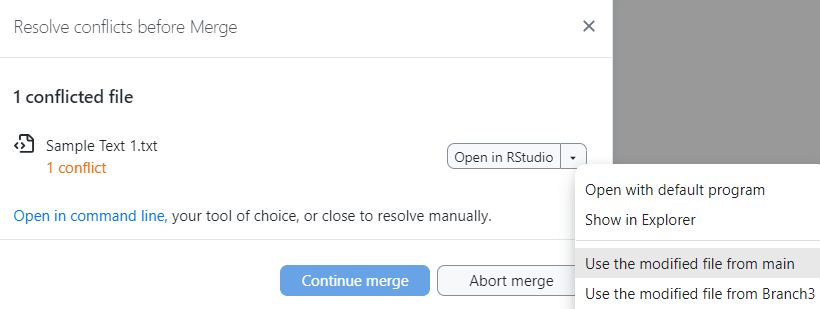 Resolve conflicts before Merge
1 conflicted file
Sample Text 1.txt
1 conflict
Open in RStudio
Open with default program
Show in Explorer
Use the modified file from main
Use the modified file from Branch3
Open in command line, your tool of choice, or close to resolve manually.
Continue merge
Abort merge